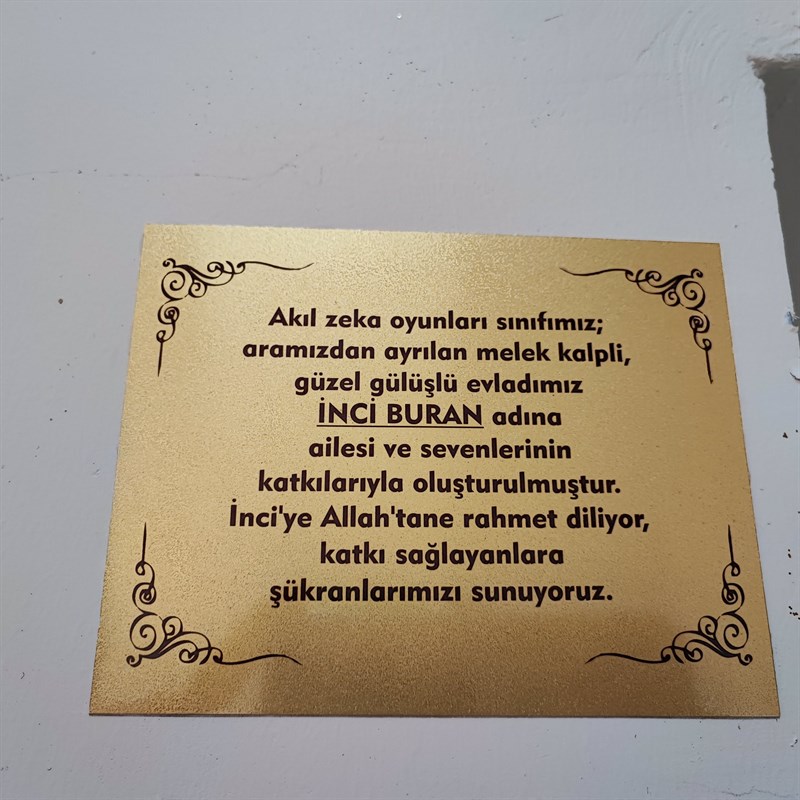 Akıl zeka oyunları sınıfımız;
aramızdan ayrılan melek kalpli,
güzel gülüşlü evladımız
İNCİ BURAN adına
ailesi ve sevenlerinin
katkılarıyla oluşturulmuştur.
İnci'ye Allah'tane rahmet diliyor,
katkı sağlayanlara
şükranlarımızı sunuyoruz.